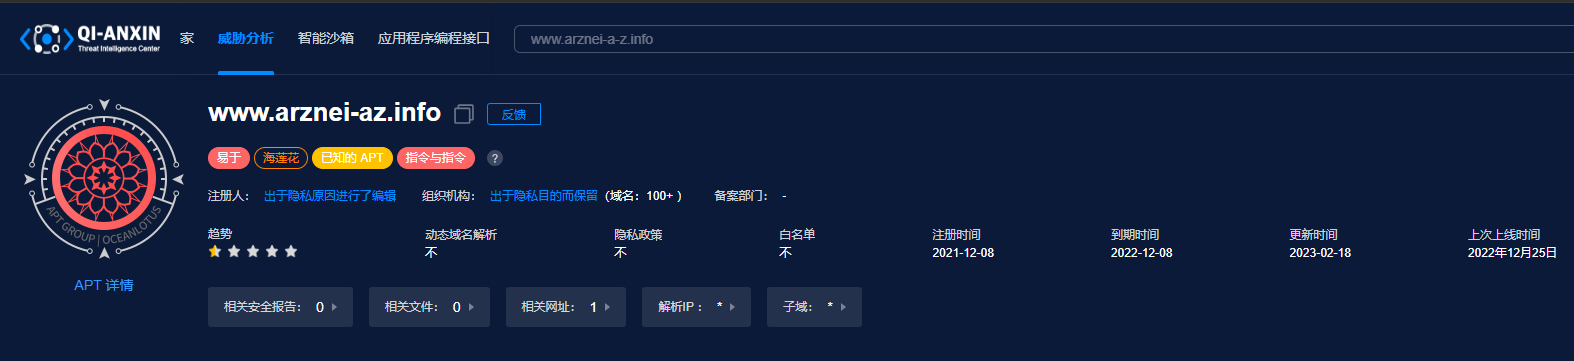 QI-ANXIN
Threat Intelligence Center
家 威胁分析 智能沙箱 应用程序编程接口 www.arznei-a-z.info
www.arznei-az.info 反馈
易于 海莲花 已知的 APT 指令与指令 ?
注册人： 出于隐私原因进行了编辑 组织机构： 出于隐私目的而保留 (域名：100+ ) 备案部门： -
趋势 动态域名解析 隐私政策 白名单 注册时间 到期时间 更新时间 上次上线时间
不 不 不 2021-12-08 2022-12-08 2023-02-18 2022年12月25日
APT GROUP | OCEANLOTUS
APT 详情
相关安全报告： 0 相关文件： 0 相关网址： 1 解析IP ： * 子域： *